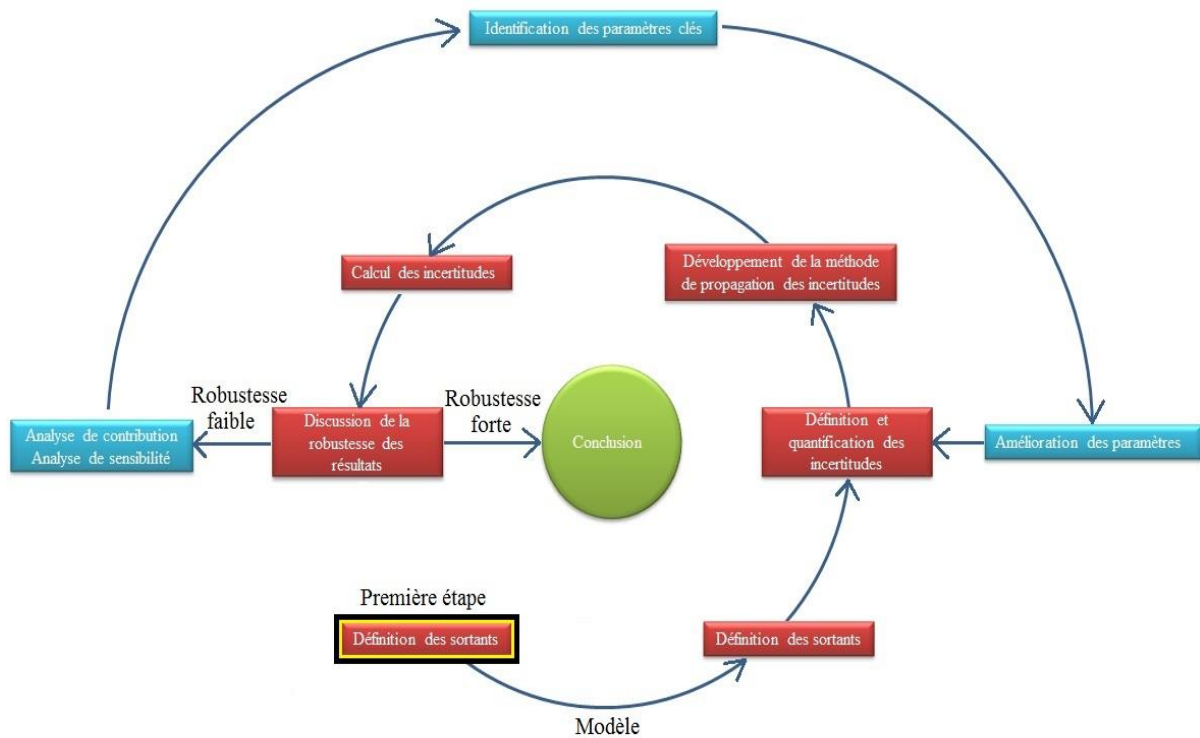 Identification des paramètres clés
Calcul des incertitudes
Développement de la méthode
de propagation des incertitudes
Robustesse
faible
Robustesse
forte
Analyse de contribution
Analyse de sensibilité
Discussion de la
robustesse des
résultats
Conclusion
Définition et
quantification des
incertitudes
Amélioration des paramètres
Première étape
Définition des sortants
Définition des sortants
Modèle